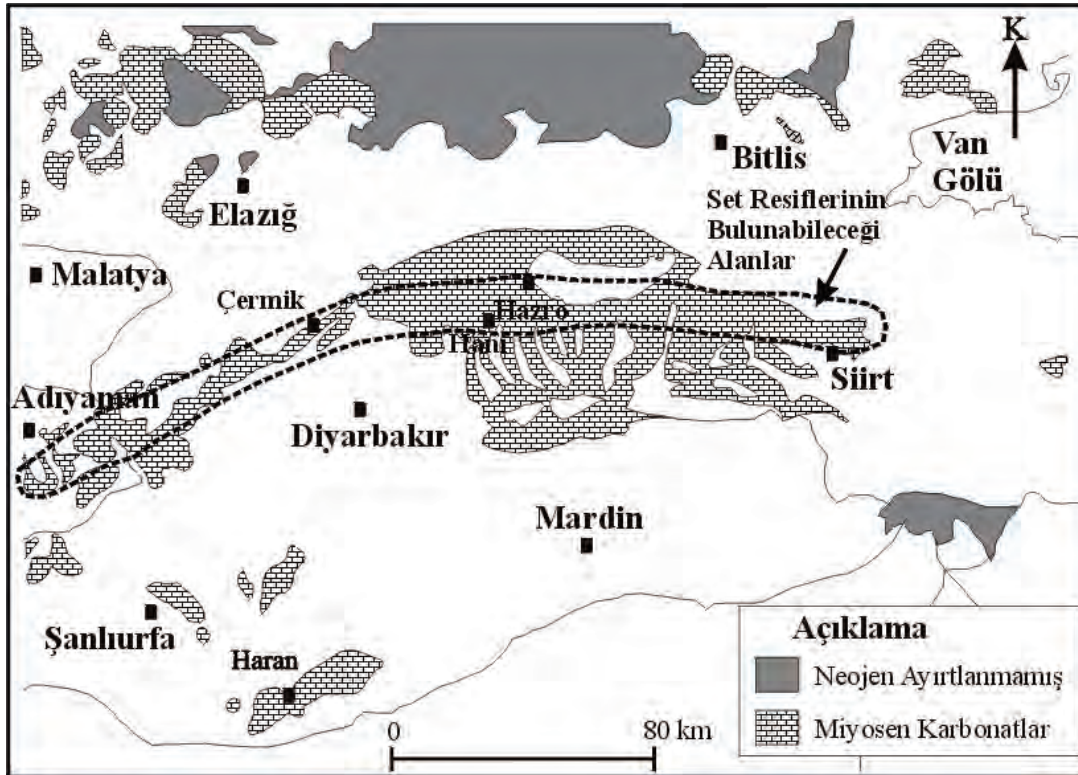 K
Van
Gölü
Bitlis
Elazığ
Set Resiflerinin
Bulunabileceği
Alanlar
Malatya
Çermik
Hazro
Hani
Siirt
Adıyaman
Diyarbakır
Mardin
Şanlıurfa
Haran
Açıklama
Neojen Ayırtlanmamış
Miyosen Karbonatlar
0
80 km